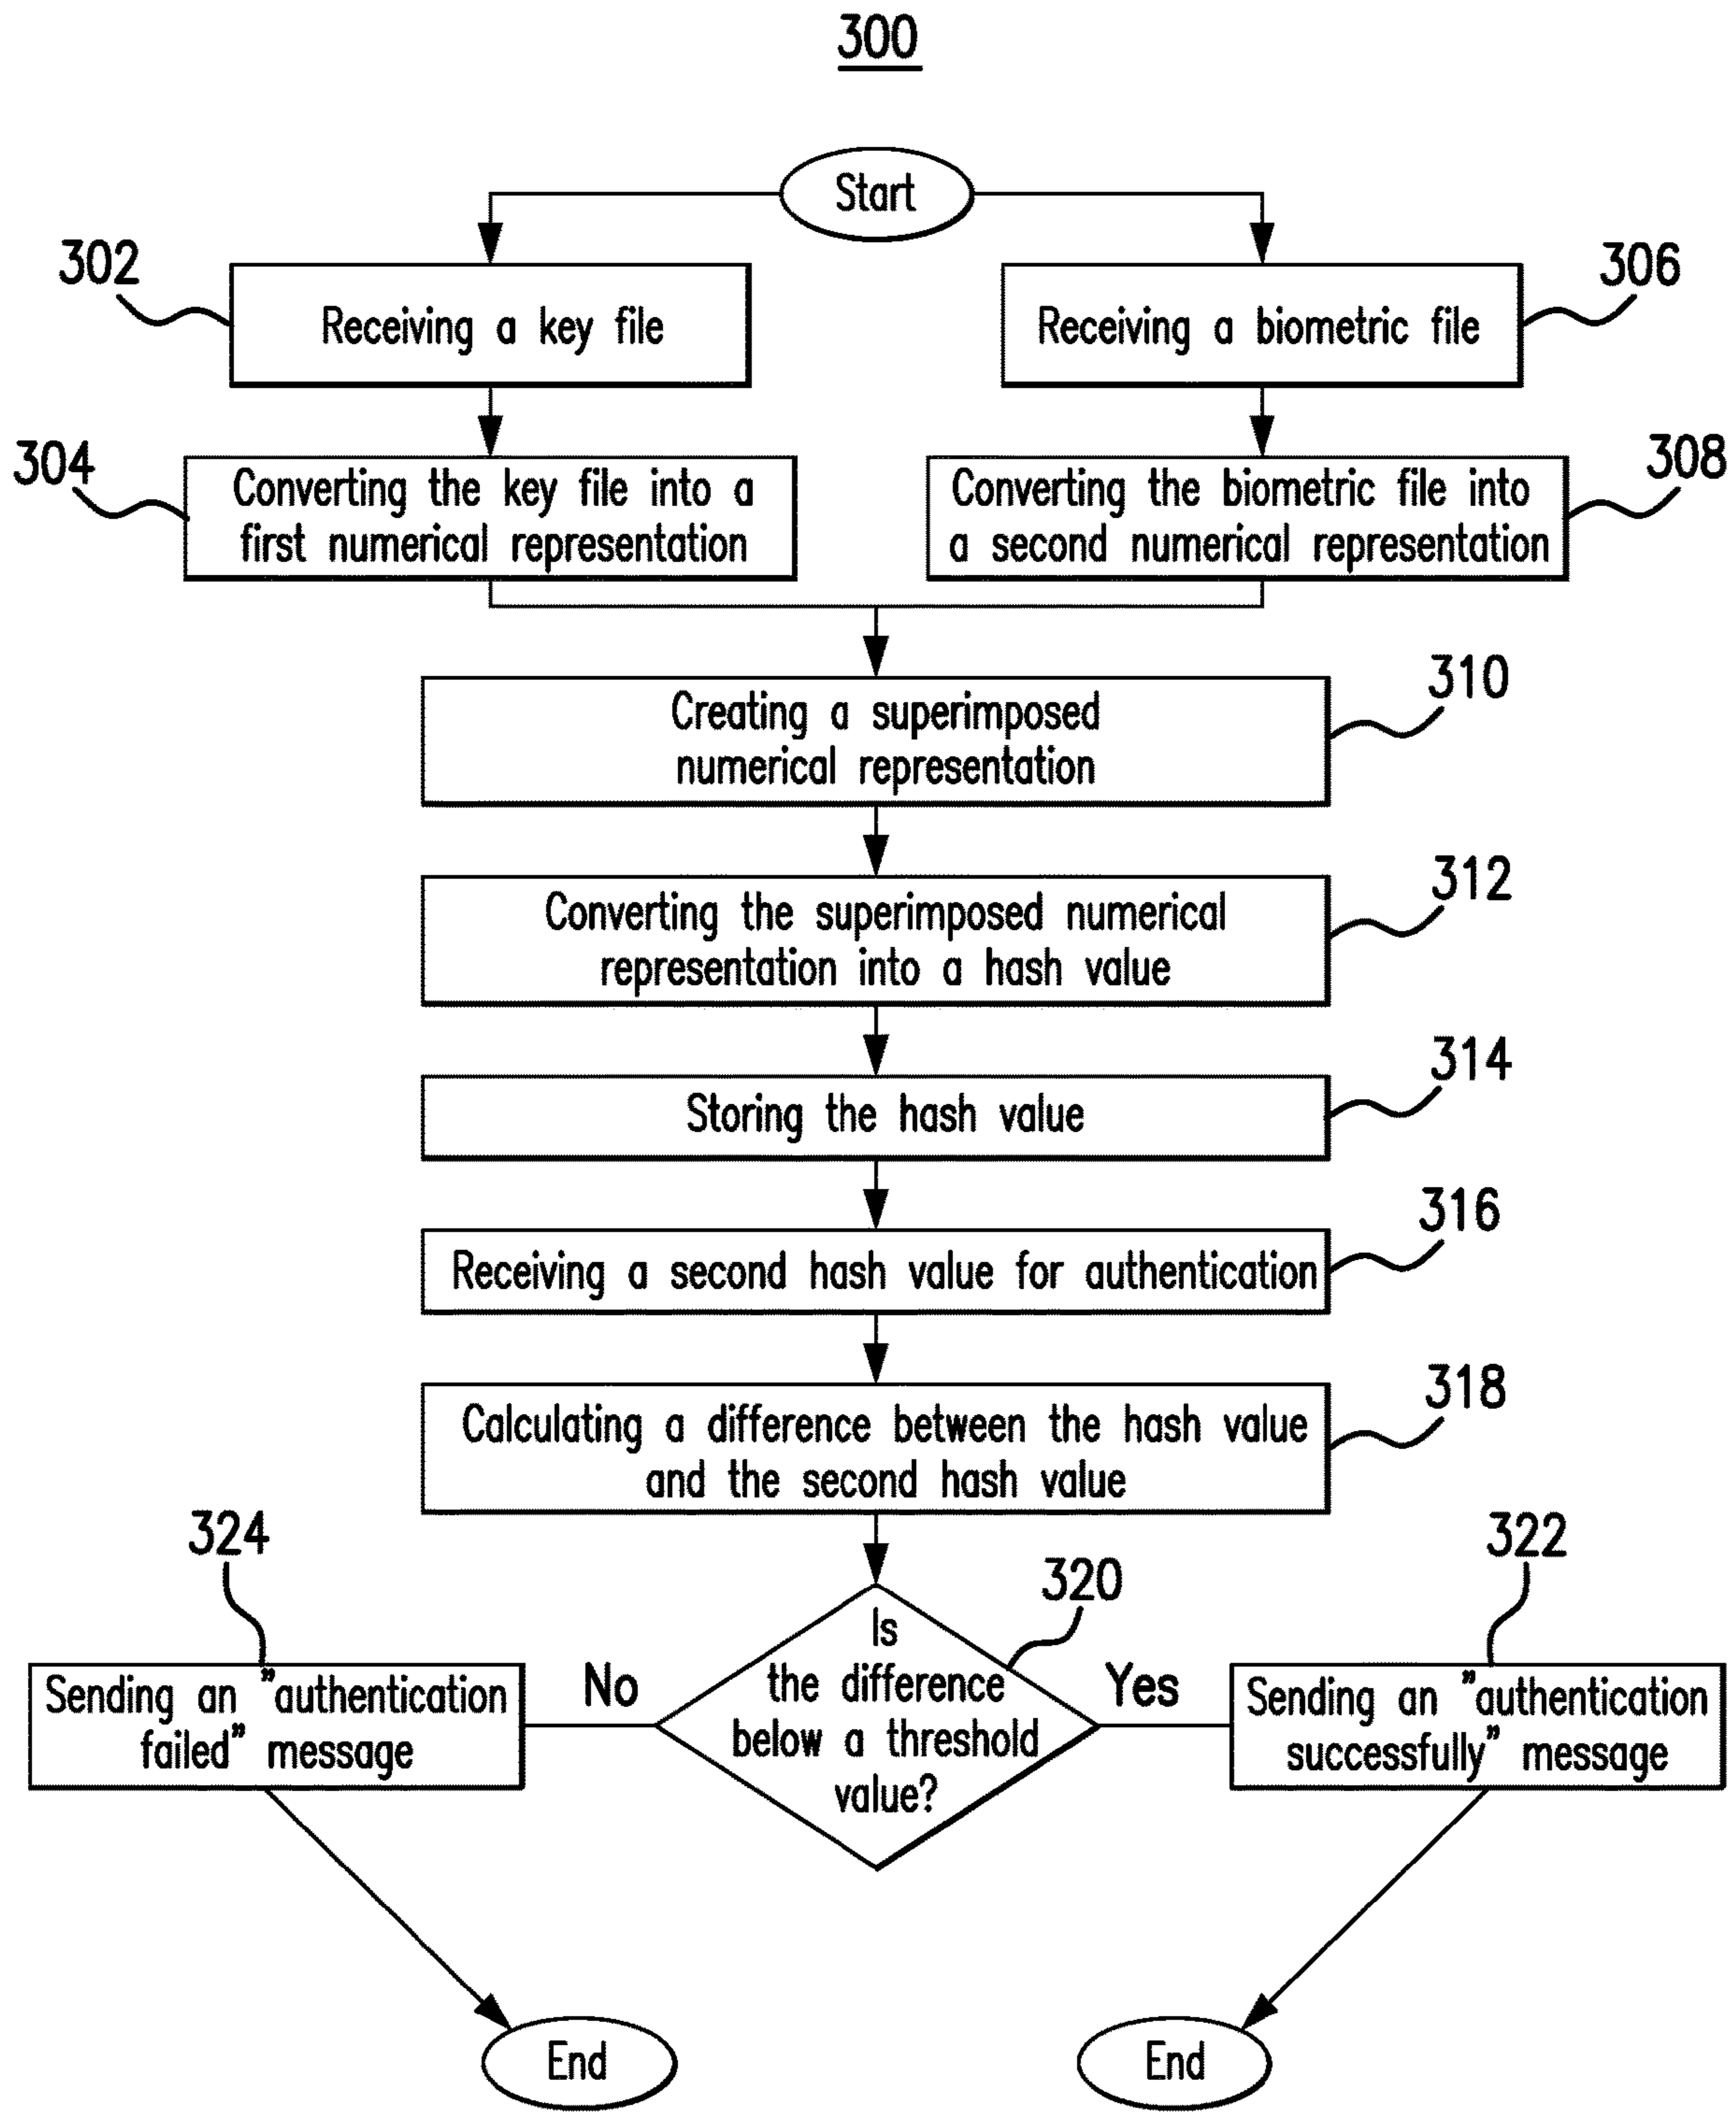 300
Start
302
Receiving a key file
306
Receiving a biometric file
304
Converting the key file into a
first numerical representation
308
Converting the biometric file into
a second numerical representation
310
Creating a superimposed
numerical representation
312
Converting the superimposed numerical
representation into a hash value
314
Storing the hash value
316
Receiving a second hash value for authentication
318
Calculating a difference between the hash value
and the second hash value
320
Is
the difference
below a threshold
value?
No
Yes
324
Sending an ”authentication
failed” message
322
Sending an ”authentication
successfully” message
End
End